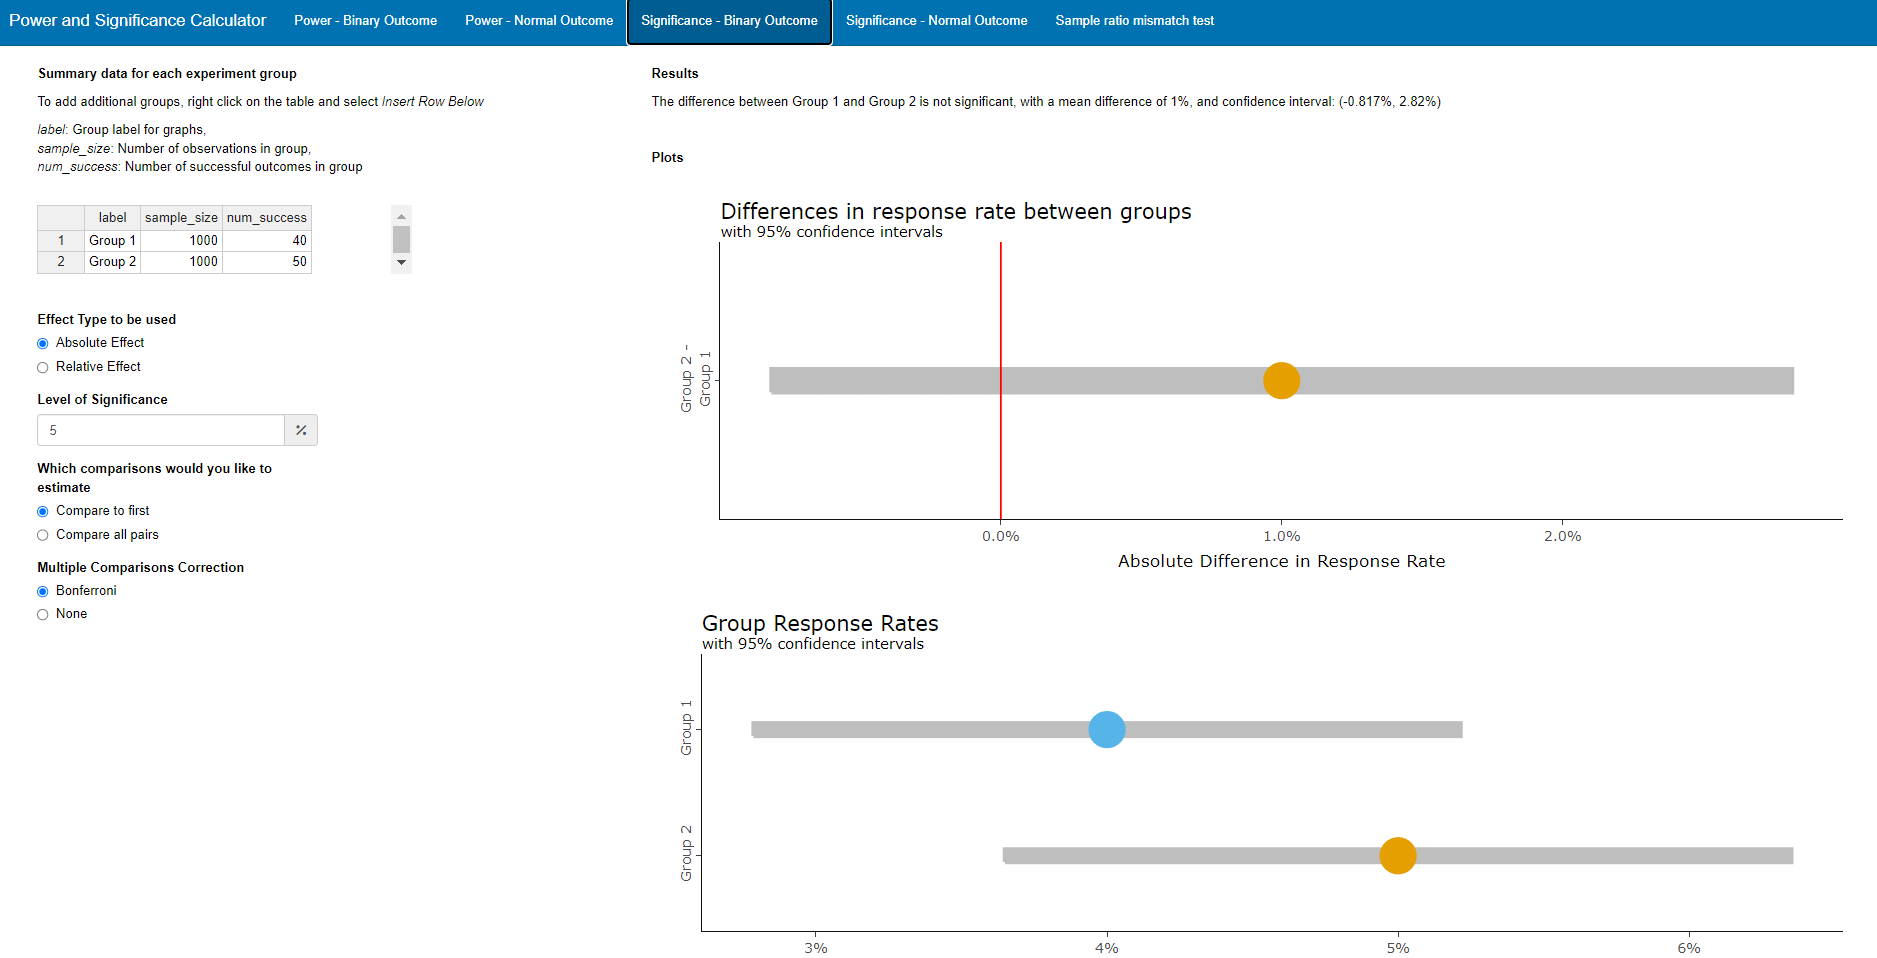 Power and Significance Calculator Power - Binary Outcome Power - Normal Outcome Significance - Binary Outcome Significance - Normal Outcome Sample ratio mismatch test
Summary data for each experiment group
To add additional groups, right click on the table and select Insert Row Below
label: Group label for graphs,
sample_size: Number of observations in group,
num_success: Number of successful outcomes in group
label sample_size num_success
1 Group 1 1000 40
2 Group 2 1000 50
Effect Type to be used
Absolute Effect
Relative Effect
Level of Significance
5 %
Which comparisons would you like to
estimate
Compare to first
Compare all pairs
Multiple Comparisons Correction
Bonferroni
None
Results
The difference between Group 1 and Group 2 is not significant, with a mean difference of 1%, and confidence interval: (-0.817%, 2.82%)
Plots
Differences in response rate between groups
with 95% confidence intervals
Group 2 -
Group 1
0.0% 1.0% 2.0%
Absolute Difference in Response Rate
Group Response Rates
with 95% confidence intervals
Group 1
Group 2
3% 4% 5% 6%